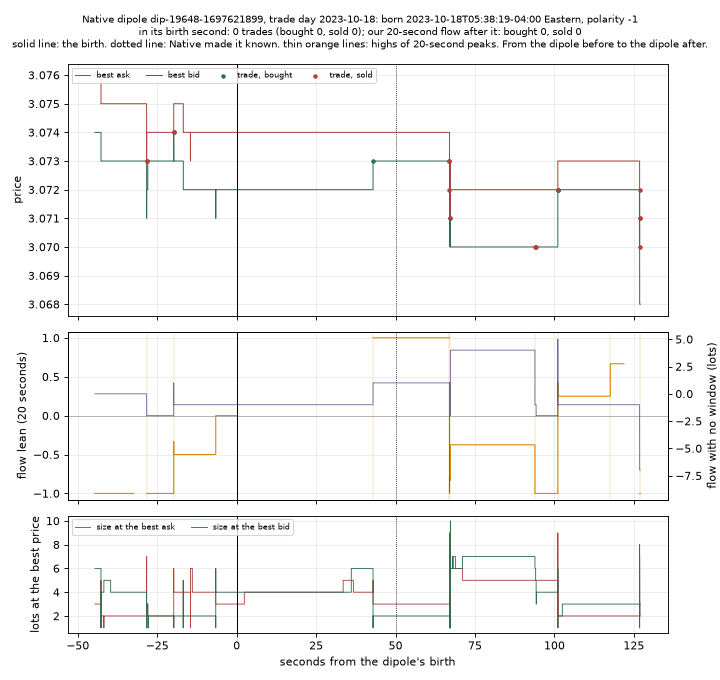 Native dipole dip-19648-1697621899, trade day 2023-10-18: born 2023-10-18T05:38:19-04:00 Eastern, polarity -1
in its birth second: 0 trades (bought 0, sold 0); our 20-second flow after it: bought 0, sold 0
solid line: the birth. dotted line: Native made it known. thin orange lines: highs of 20-second peaks. From the dipole before to the dipole after.
best ask
best bid
trade, bought
trade, sold
3.076
3.075
3.074
3.073
3.072
3.071
3.070
3.069
3.068
price
1.0
0.5
0.0
−0.5
−1.0
flow lean (20 seconds)
5.0
2.5
0.0
−2.5
−5.0
−7.5
flow with no window (lots)
size at the best ask
size at the best bid
10
8
6
4
2
lots at the best price
−50
−25
0
25
50
75
100
125
seconds from the dipole's birth